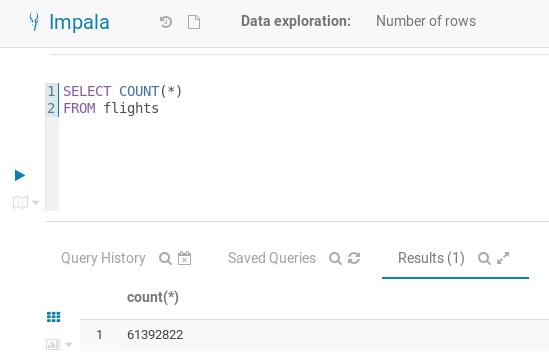 Impala Data exploration: Number of rows
1 SELECT COUNT(*)
2 FROM flights
Query History Saved Queries Results (1)
count(*)
1 61392822